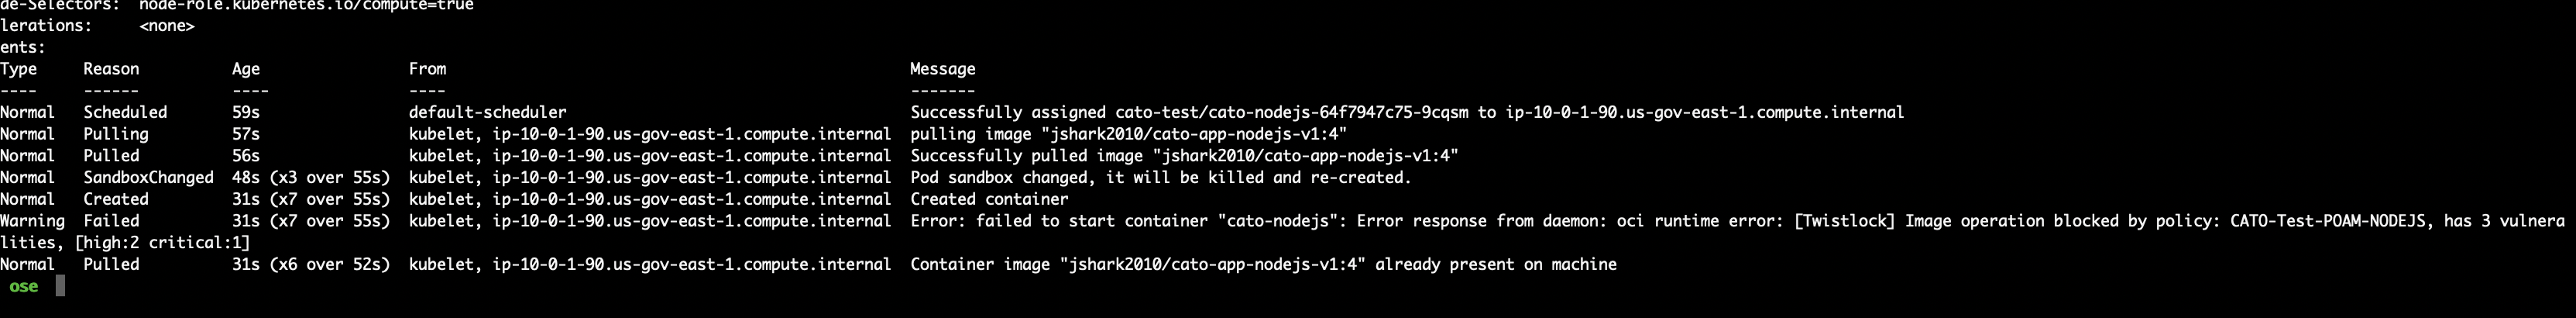 de-Selectors:  node-role.kubernetes.io/compute=true
lerations:     <none>
ents:
Type     Reason          Age                From                                                 Message
----     ------          ----               ----                                                 -------
Normal   Scheduled       59s                default-scheduler                                    Successfully assigned cato-test/cato-nodejs-64f7947c75-9cqsm to ip-10-0-1-90.us-gov-east-1.compute.internal
Normal   Pulling         57s                kubelet, ip-10-0-1-90.us-gov-east-1.compute.internal  pulling image "jshark2010/cato-app-nodejs-v1:4"
Normal   Pulled          56s                kubelet, ip-10-0-1-90.us-gov-east-1.compute.internal  Successfully pulled image "jshark2010/cato-app-nodejs-v1:4"
Normal   SandboxChanged  48s (x3 over 55s)  kubelet, ip-10-0-1-90.us-gov-east-1.compute.internal  Pod sandbox changed, it will be killed and re-created.
Normal   Created         31s (x7 over 55s)  kubelet, ip-10-0-1-90.us-gov-east-1.compute.internal  Created container
Warning  Failed          31s (x7 over 55s)  kubelet, ip-10-0-1-90.us-gov-east-1.compute.internal  Error: failed to start container "cato-nodejs": Error response from daemon: oci runtime error: [Twistlock] Image operation blocked by policy: CATO-Test-POAM-NODEJS, has 3 vulnera
lities, [high:2 critical:1]
Normal   Pulled          31s (x6 over 52s)  kubelet, ip-10-0-1-90.us-gov-east-1.compute.internal  Container image "jshark2010/cato-app-nodejs-v1:4" already present on machine
ose